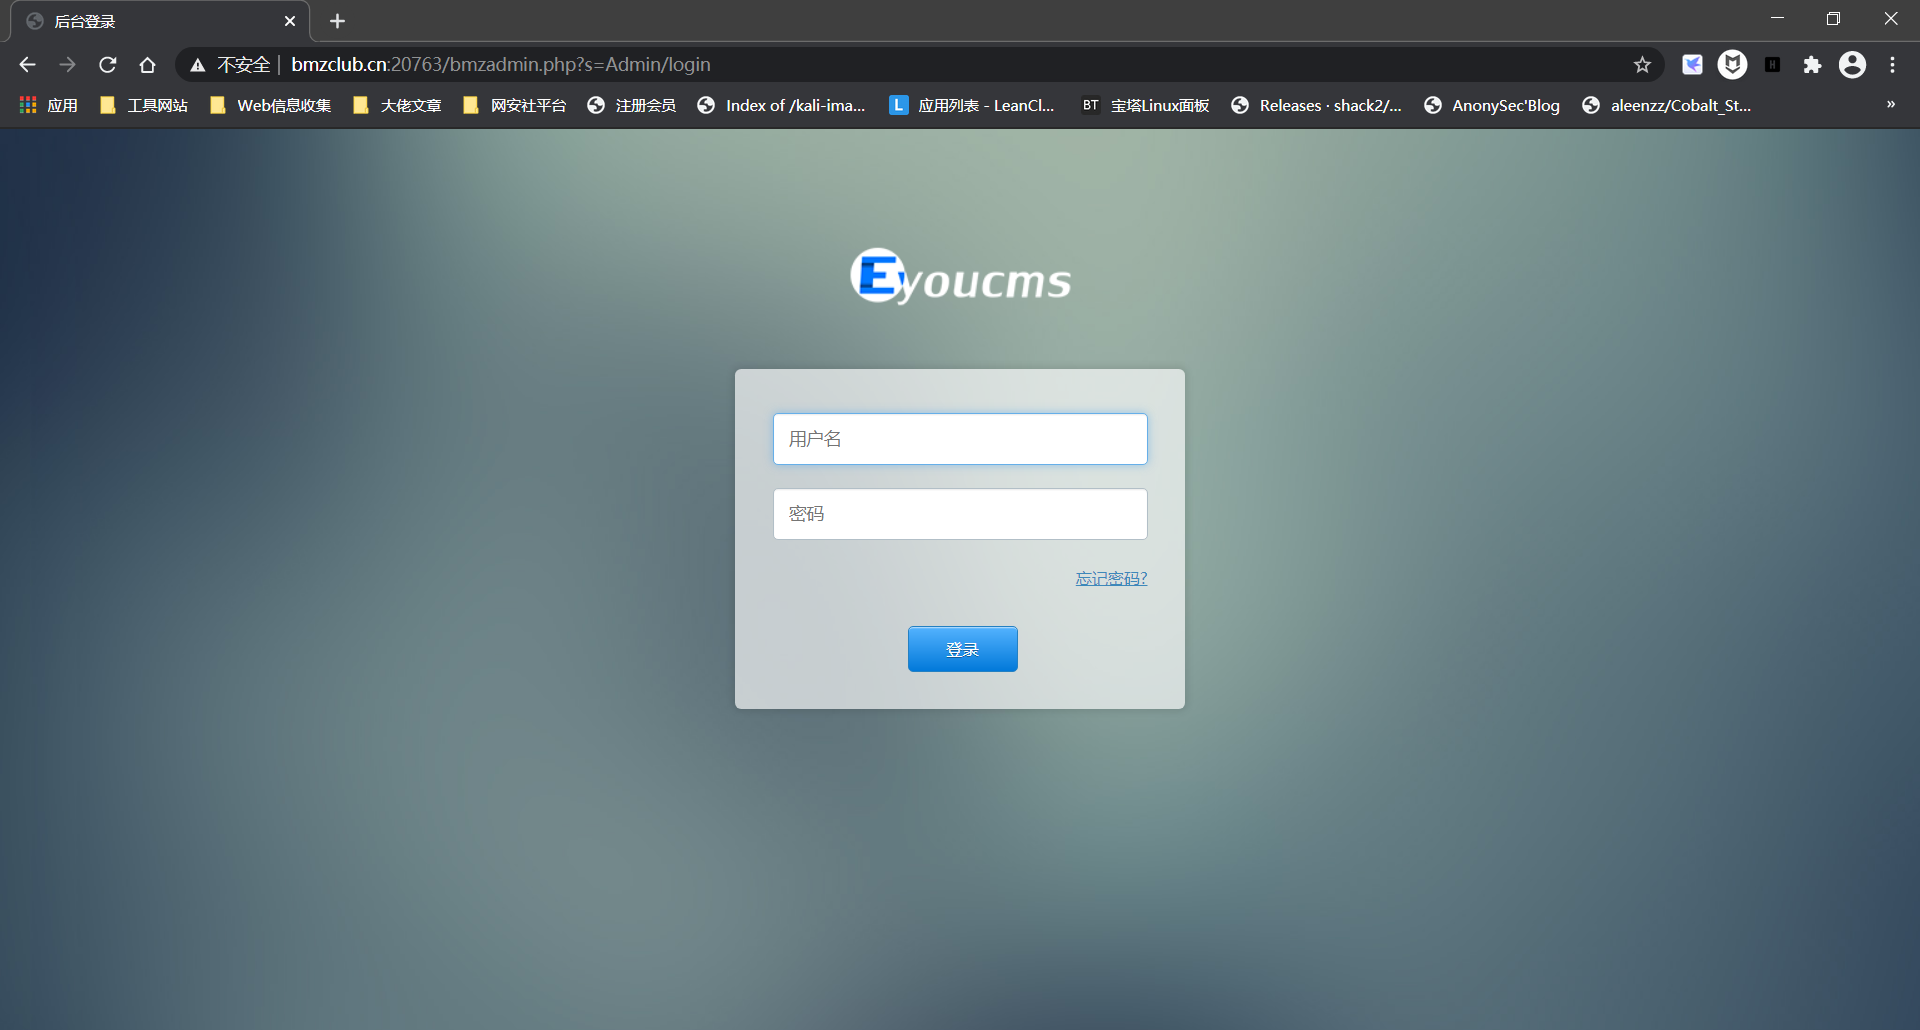 后台登录
不安全 | bmzclub.cn:20763/bmzadmin.php?s=Admin/login
应用 工具网站 Web信息收集 大佬文章 网安社平台 注册会员 Index of /kali-ima... L 应用列表 - LeanCl... BT 宝塔Linux面板 Releases · shack2/... AnonySec'Blog aleenzz/Cobalt_St... »
Eyoucms
用户名
密码
忘记密码?
登录